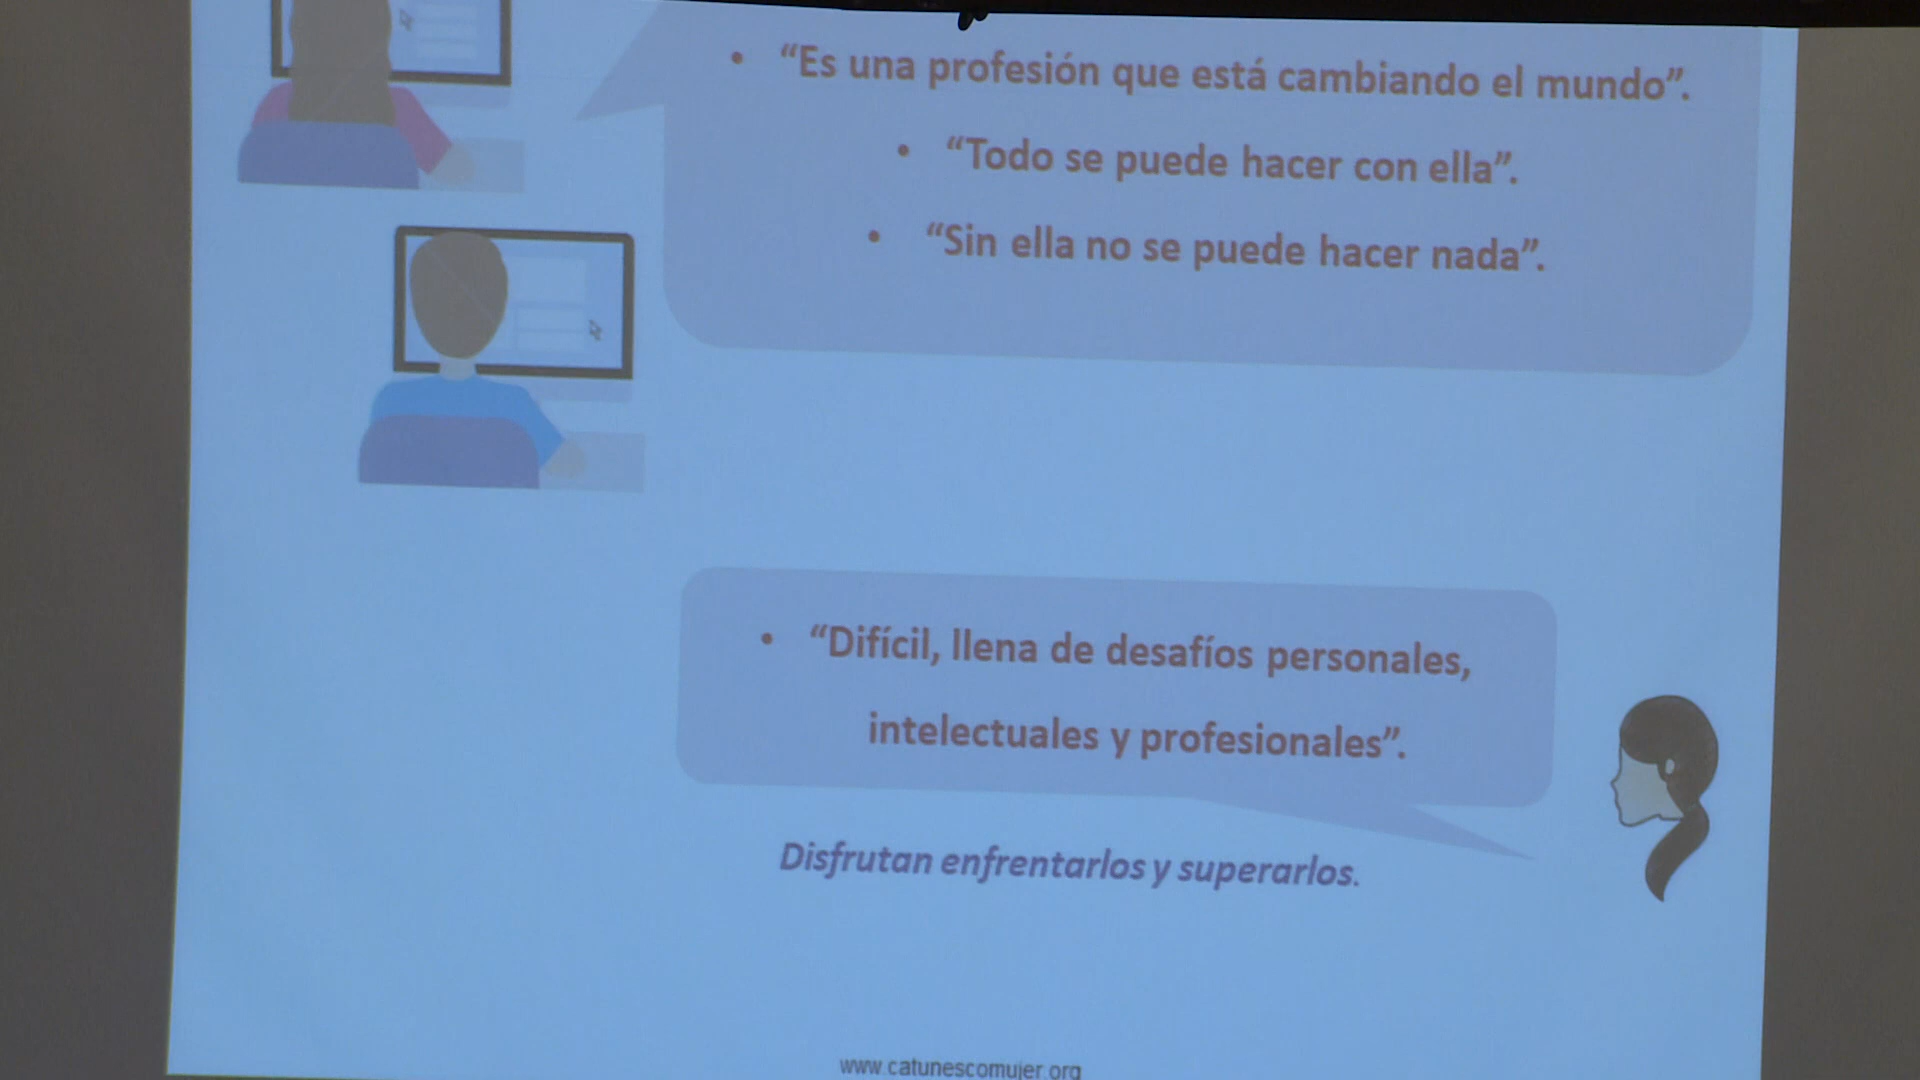 • “Es una profesión que está cambiando el mundo”.
• “Todo se puede hacer con ella”.
• “Sin ella no se puede hacer nada”.
• “Difícil, llena de desafíos personales,
intelectuales y profesionales”.
Disfrutan enfrentarlos y superarlos.
www.catunescomujer.org